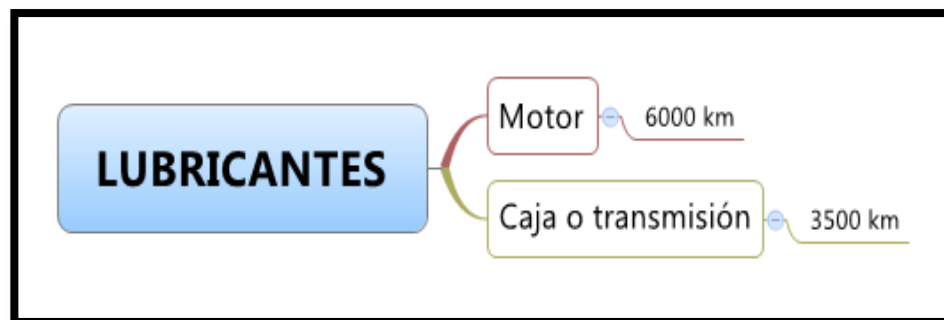 LUBRICANTES
Motor
6000 km
Caja o transmisión
3500 km